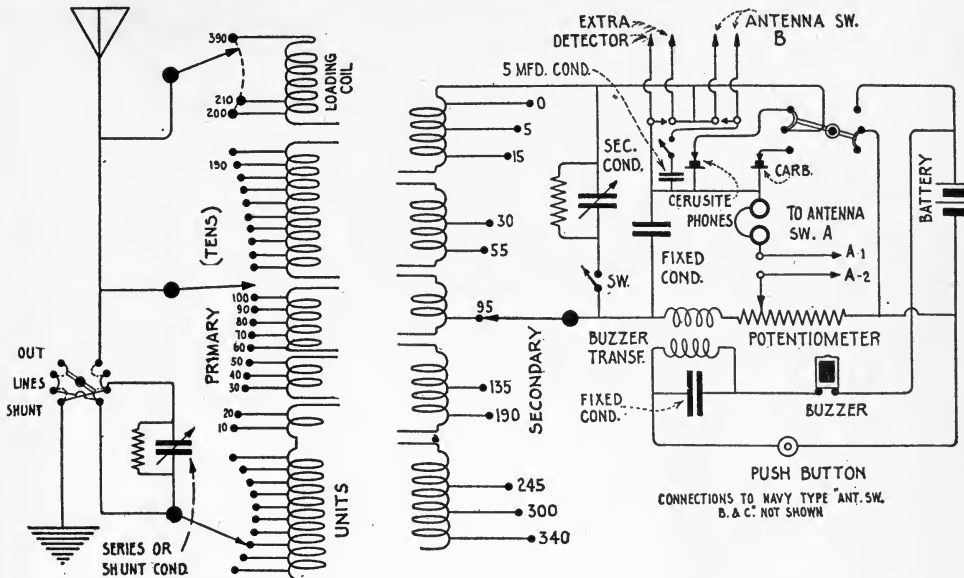 390
210
200
LOADING
COIL
190
(TENS)
PRIMARY
100
90
80
70
60
50
40
30
20
10
UNITS
OUT
LINES
SHUNT
SERIES OR
SHUNT COND.
0
5
15
30
55
95
135
190
245
300
340
SECONDARY
EXTRA
DETECTOR
ANTENNA SW.
B
5 MFD. COND.
SEC.
COND.
SW.
CERUSITE
PHONES
CARB.
FIXED
COND.
TO ANTENNA
SW. A
A-1
A-2
BATTERY
BUZZER
TRANSF.
POTENTIOMETER
FIXED
COND.
BUZZER
PUSH BUTTON
CONNECTIONS TO NAVY TYPE "ANT. SW.
B. & C." NOT SHOWN